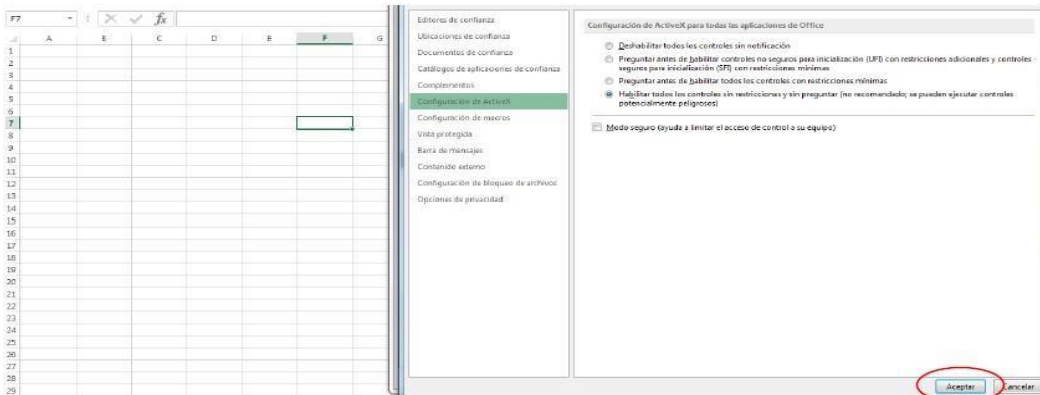 F7
fx
A B C D E F G
1
2
3
4
5
6
7
8
9
10
11
12
13
14
15
16
17
18
19
20
21
22
23
24
25
26
27
28
29
Editores de confianza
Ubicaciones de confianza
Documentos de confianza
Catálogos de aplicaciones de confianza
Complementos
Configuración de ActiveX
Configuración de macros
Vista protegida
Barra de mensajes
Contenido externo
Configuración de bloqueo de archivos
Opciones de privacidad
Configuración de ActiveX para todas las aplicaciones de Office
Deshabilitar todos los controles sin notificación
Preguntar antes de habilitar controles no seguros para inicialización (UFI) con restricciones adicionales y controles
seguros para inicialización (SFI) con restricciones mínimas
Preguntar antes de habilitar todos los controles con restricciones mínimas
Habilitar todos los controles sin restricciones y sin preguntar (no recomendado; se pueden ejecutar controles
potencialmente peligrosos)
Modo seguro (ayuda a limitar el acceso de control a su equipo)
Aceptar
Cancelar